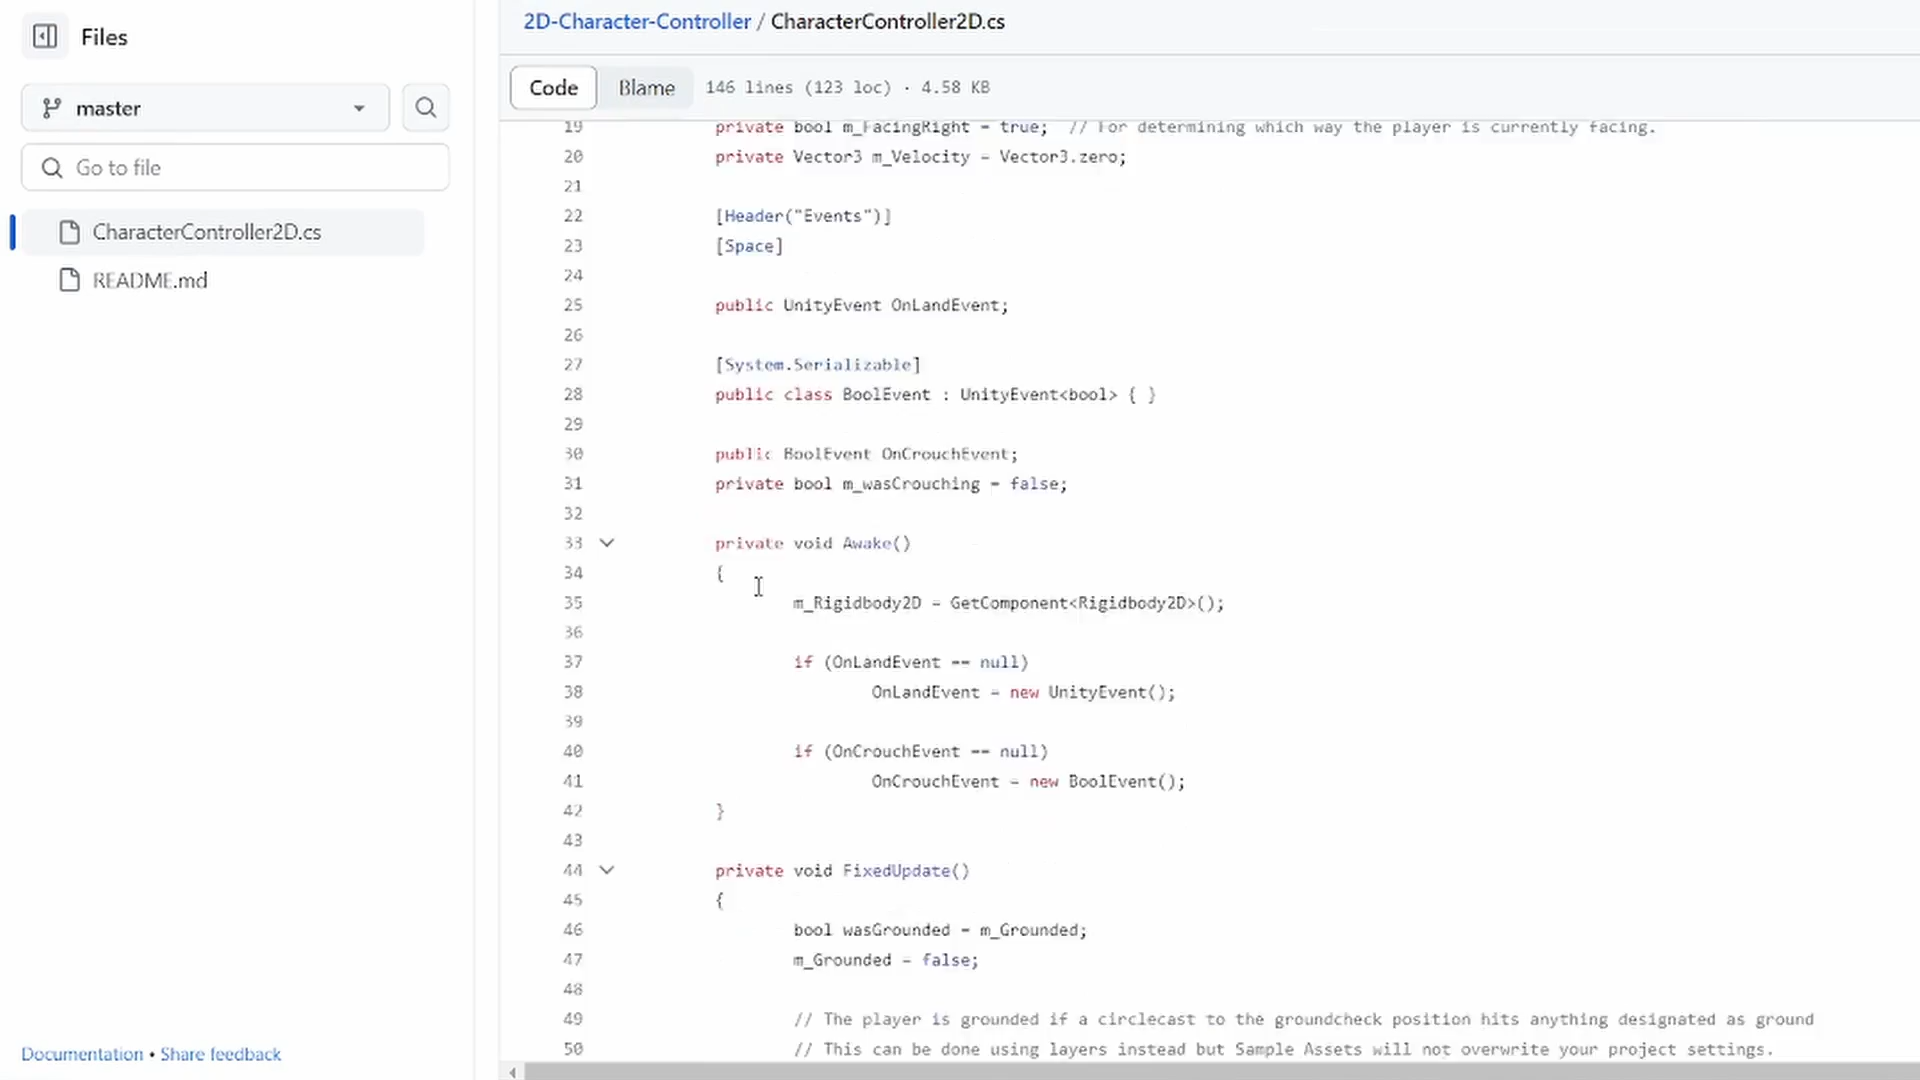 Files
master
Go to file
CharacterController2D.cs
README.md
Documentation • Share feedback
2D-Character-Controller / CharacterController2D.cs
Code Blame 146 lines (123 loc) · 4.58 KB
19 private bool m_FacingRight = true; // For determining which way the player is currently facing.
20 private Vector3 m_Velocity = Vector3.zero;
21
22 [Header("Events")]
23 [Space]
24
25 public UnityEvent OnLandEvent;
26
27 [System.Serializable]
28 public class BoolEvent : UnityEvent<bool> { }
29
30 public BoolEvent OnCrouchEvent;
31 private bool m_wasCrouching = false;
32
33 private void Awake()
34 {
35 m_Rigidbody2D = GetComponent<Rigidbody2D>();
36
37 if (OnLandEvent == null)
38 OnLandEvent = new UnityEvent();
39
40 if (OnCrouchEvent == null)
41 OnCrouchEvent = new BoolEvent();
42 }
43
44 private void FixedUpdate()
45 {
46 bool wasGrounded = m_Grounded;
47 m_Grounded = false;
48
49 // The player is grounded if a circlecast to the groundcheck position hits anything designated as ground
50 // This can be done using layers instead but Sample Assets will not overwrite your project settings.